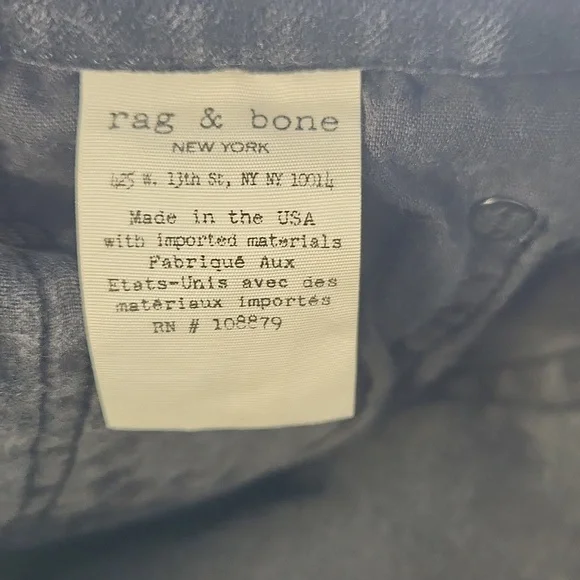 rag & bone
NEW YORK
425 W. 13th St, NY NY 10014
Made in the USA
with imported materials
Fabriqué Aux
Etats-Unis avec des
matériaux importés
RN # 108879